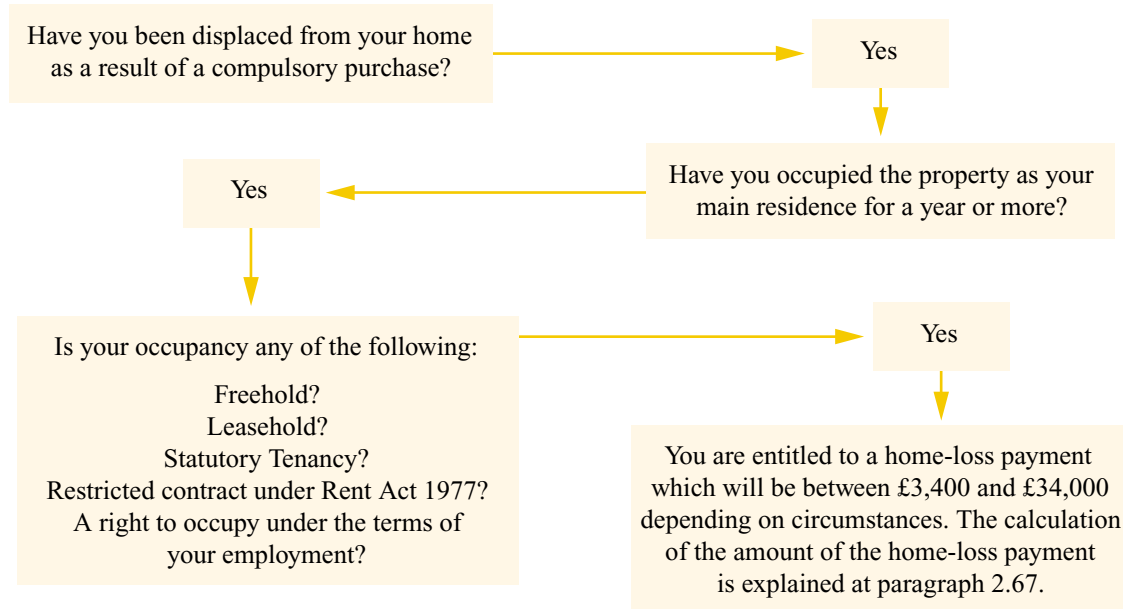 Have you been displaced from your home
as a result of a compulsory purchase?
Yes
Have you occupied the property as your
main residence for a year or more?
Yes
Is your occupancy any of the following:
Freehold?
Leasehold?
Statutory Tenancy?
Restricted contract under Rent Act 1977?
A right to occupy under the terms of
your employment?
Yes
You are entitled to a home-loss payment
which will be between £3,400 and £34,000
depending on circumstances. The calculation
of the amount of the home-loss payment
is explained at paragraph 2.67.